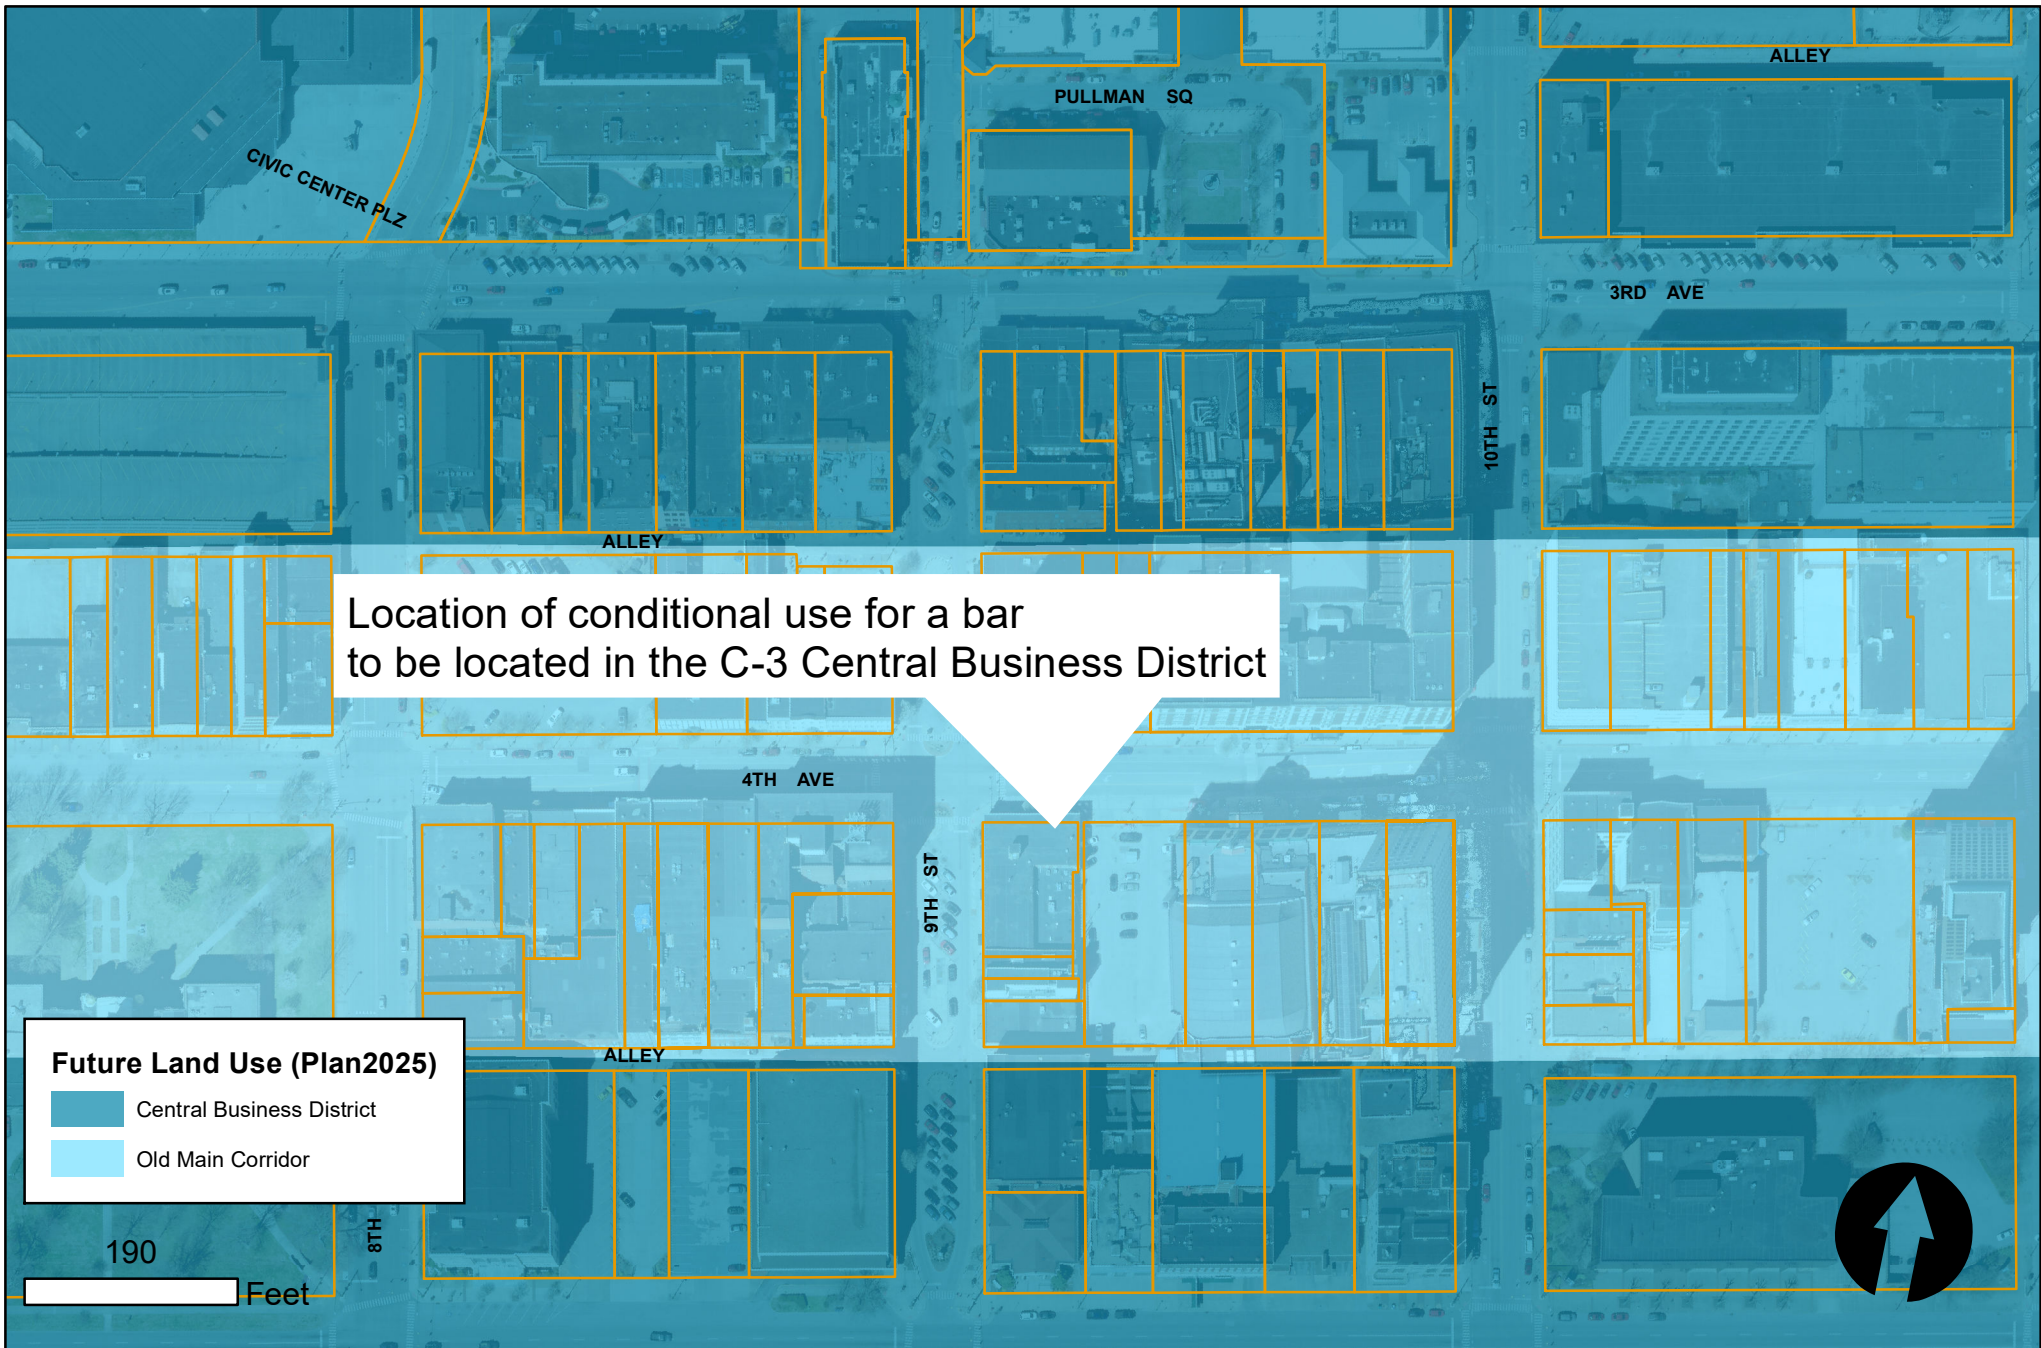 ALLEY
PULLMAN SQ
CIVIC CENTER PLZ
3RD AVE
10TH ST
ALLEY
Location of conditional use for a bar
to be located in the C-3 Central Business District
4TH AVE
9TH ST
ALLEY
Future Land Use (Plan2025)
Central Business District
Old Main Corridor
8TH
190
Feet